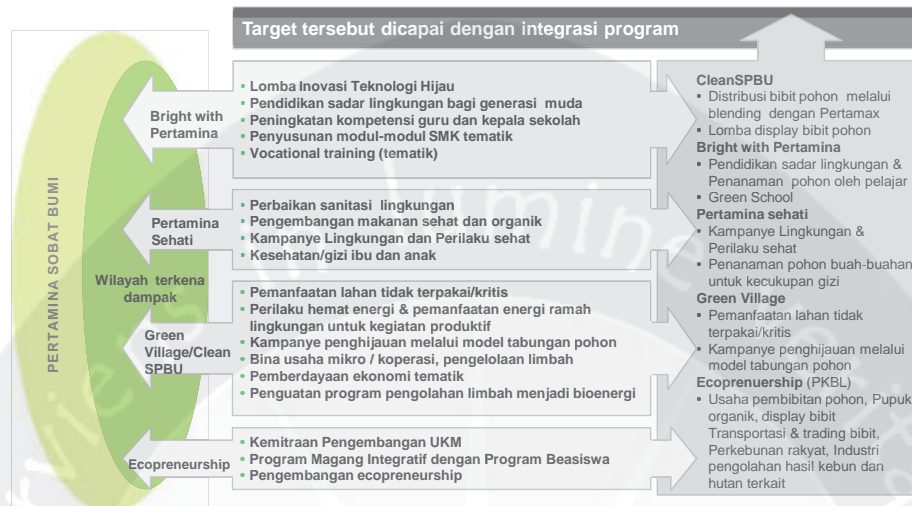 Target tersebut dicapai dengan integrasi program
PERTAMINA SOBAT BUMI
Wilayah terkena
dampak
Bright with
Pertamina
• Lomba Inovasi Teknologi Hijau
• Pendidikan sadar lingkungan bagi generasi muda
• Peningkatan kompetensi guru dan kepala sekolah
• Penyusunan modul-modul SMK tematik
• Vocational training (tematik)
Pertamina
Sehati
• Perbaikan sanitasi lingkungan
• Pengembangan makanan sehat dan organik
• Kampanye Lingkungan dan Perilaku sehat
• Kesehatan/gizi ibu dan anak
Green
Village/Clean
SPBU
• Pemanfaatan lahan tidak terpakai/kritis
• Perilaku hemat energi & pemanfaatan energi ramah
lingkungan untuk kegiatan produktif
• Kampanye penghijauan melalui model tabungan pohon
• Bina usaha mikro / koperasi, pengelolaan limbah
• Pemberdayaan ekonomi tematik
• Penguatan program pengolahan limbah menjadi bioenergi
Ecopreneurship
• Kemitraan Pengembangan UKM
• Program Magang Integratif dengan Program Beasiswa
• Pengembangan ecopreneurship
CleanSPBU
▪ Distribusi bibit pohon melalui
blending dengan Pertamax
▪ Lomba display bibit pohon
Bright with Pertamina
▪ Pendidikan sadar lingkungan &
Penanaman pohon oleh pelajar
▪ Green School
Pertamina sehati
▪ Kampanye Lingkungan &
Perilaku sehat
▪ Penanaman pohon buah-buahan
untuk kecukupan gizi
Green Village
▪ Pemanfaatan lahan tidak
terpakai/kritis
▪ Kampanye penghijauan melalui
model tabungan pohon
Ecoprenuership (PKBL)
▪ Usaha pembibitan pohon, Pupuk
organik, display bibit
Transportasi & trading bibit,
Perkebunan rakyat, Industri
pengolahan hasil kebun dan
hutan terkait
lumine